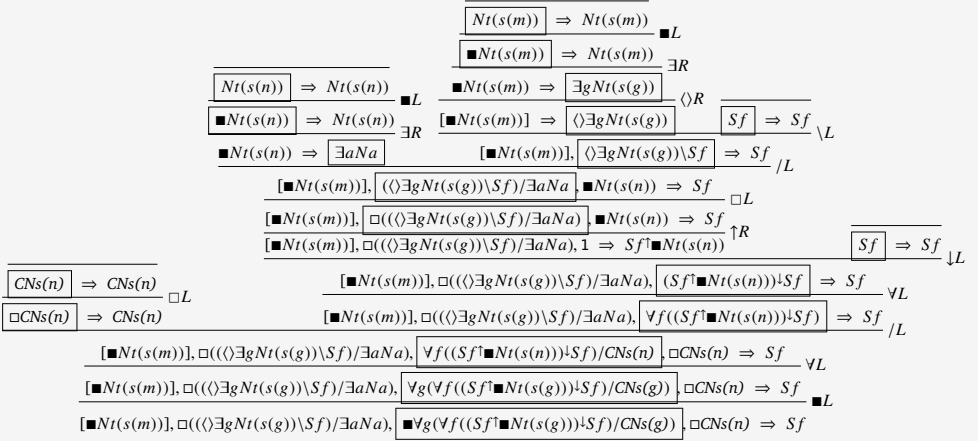 Nt(s(m)) ⇒ Nt(s(m)) ■L
■Nt(s(m)) ⇒ Nt(s(m)) ∃R
Nt(s(n)) ⇒ Nt(s(n)) ■L
■Nt(s(m)) ⇒ ∃gNt(s(g)) ⟨⟩R
■Nt(s(n)) ⇒ Nt(s(n)) ∃R
[■Nt(s(m))] ⇒ ⟨⟩∃gNt(s(g)) Sf ⇒ Sf \L
■Nt(s(n)) ⇒ ∃aNa [■Nt(s(m))], ⟨⟩∃gNt(s(g))\Sf ⇒ Sf /L
[■Nt(s(m))], (⟨⟩∃gNt(s(g))\Sf)/∃aNa, ■Nt(s(n)) ⇒ Sf □L
[■Nt(s(m))], □((⟨⟩∃gNt(s(g))\Sf)/∃aNa), ■Nt(s(n)) ⇒ Sf ↑R
[■Nt(s(m))], □((⟨⟩∃gNt(s(g))\Sf)/∃aNa), 1 ⇒ Sf↑■Nt(s(n)) Sf ⇒ Sf ↓L
CNs(n) ⇒ CNs(n) □L [■Nt(s(m))], □((⟨⟩∃gNt(s(g))\Sf)/∃aNa), (Sf↑■Nt(s(n)))↓Sf ⇒ Sf ∀L
□CNs(n) ⇒ CNs(n) [■Nt(s(m))], □((⟨⟩∃gNt(s(g))\Sf)/∃aNa), ∀f((Sf↑■Nt(s(n)))↓Sf) ⇒ Sf /L
[■Nt(s(m))], □((⟨⟩∃gNt(s(g))\Sf)/∃aNa), ∀f((Sf↑■Nt(s(n)))↓Sf)/CNs(n), □CNs(n) ⇒ Sf ∀L
[■Nt(s(m))], □((⟨⟩∃gNt(s(g))\Sf)/∃aNa), ∀g(∀f((Sf↑■Nt(s(g)))↓Sf)/CNs(g)), □CNs(n) ⇒ Sf ■L
[■Nt(s(m))], □((⟨⟩∃gNt(s(g))\Sf)/∃aNa), ■∀g(∀f((Sf↑■Nt(s(g)))↓Sf)/CNs(g)), □CNs(n) ⇒ Sf